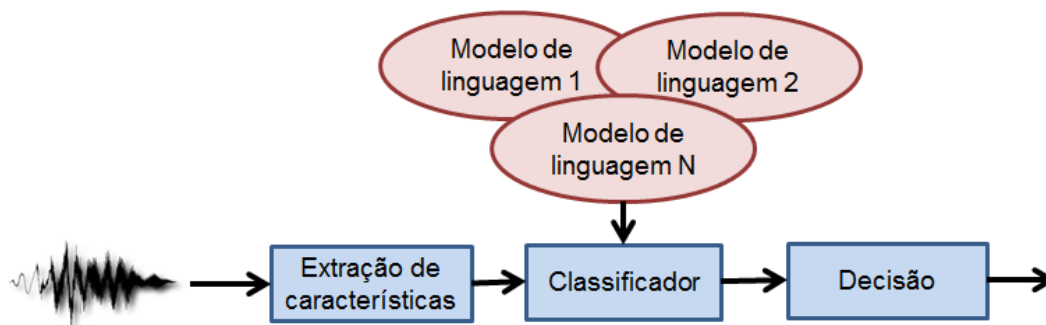 Modelo de
linguagem 1
Modelo de
linguagem 2
Modelo de
linguagem N
Extração de
características
Classificador
Decisão